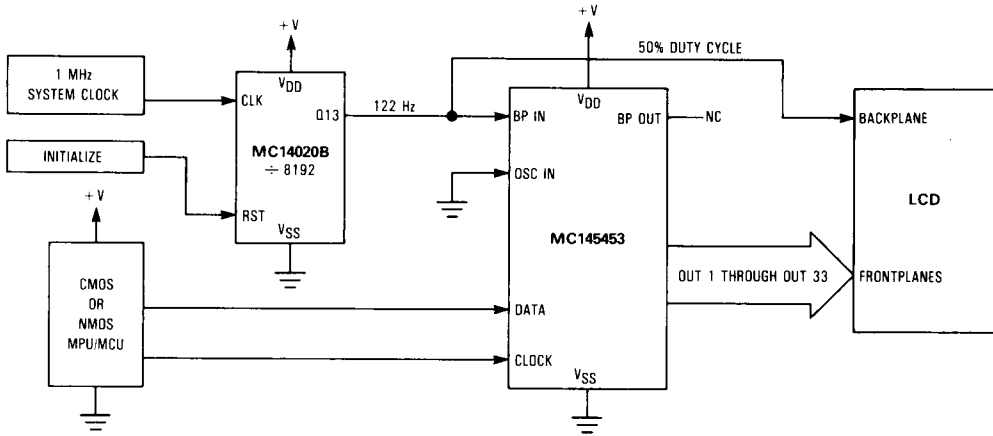 + V
+ V
50% DUTY CYCLE
1 MHz
SYSTEM CLOCK
VDD
CLK
Q13
122 Hz
MC14020B
÷ 8192
INITIALIZE
RST
VSS
VDD
BP IN
BP OUT
NC
OSC IN
MC145453
BACKPLANE
LCD
OUT 1 THROUGH OUT 33
FRONTPLANES
+ V
CMOS
OR
NMOS
MPU/MCU
DATA
CLOCK
VSS